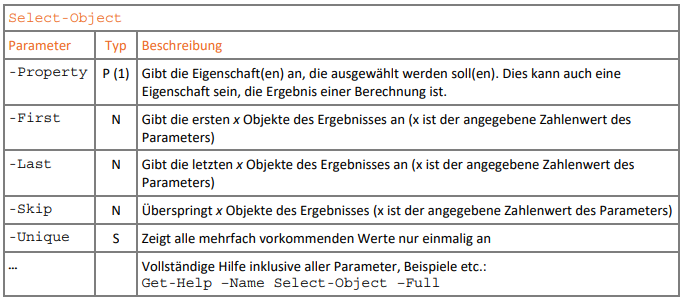 Select-Object
Parameter Typ Beschreibung
-Property P (1) Gibt die Eigenschaft(en) an, die ausgewählt werden soll(en). Dies kann auch eine
Eigenschaft sein, die Ergebnis einer Berechnung ist.
-First N Gibt die ersten x Objekte des Ergebnisses an (x ist der angegebene Zahlenwert des
Parameters)
-Last N Gibt die letzten x Objekte des Ergebnisses an (x ist der angegebene Zahlenwert des
Parameters)
-Skip N Überspringt x Objekte des Ergebnisses (x ist der angegebene Zahlenwert des Parameters)
-Unique S Zeigt alle mehrfach vorkommenden Werte nur einmalig an
… Vollständige Hilfe inklusive aller Parameter, Beispiele etc.:
Get-Help –Name Select-Object –Full